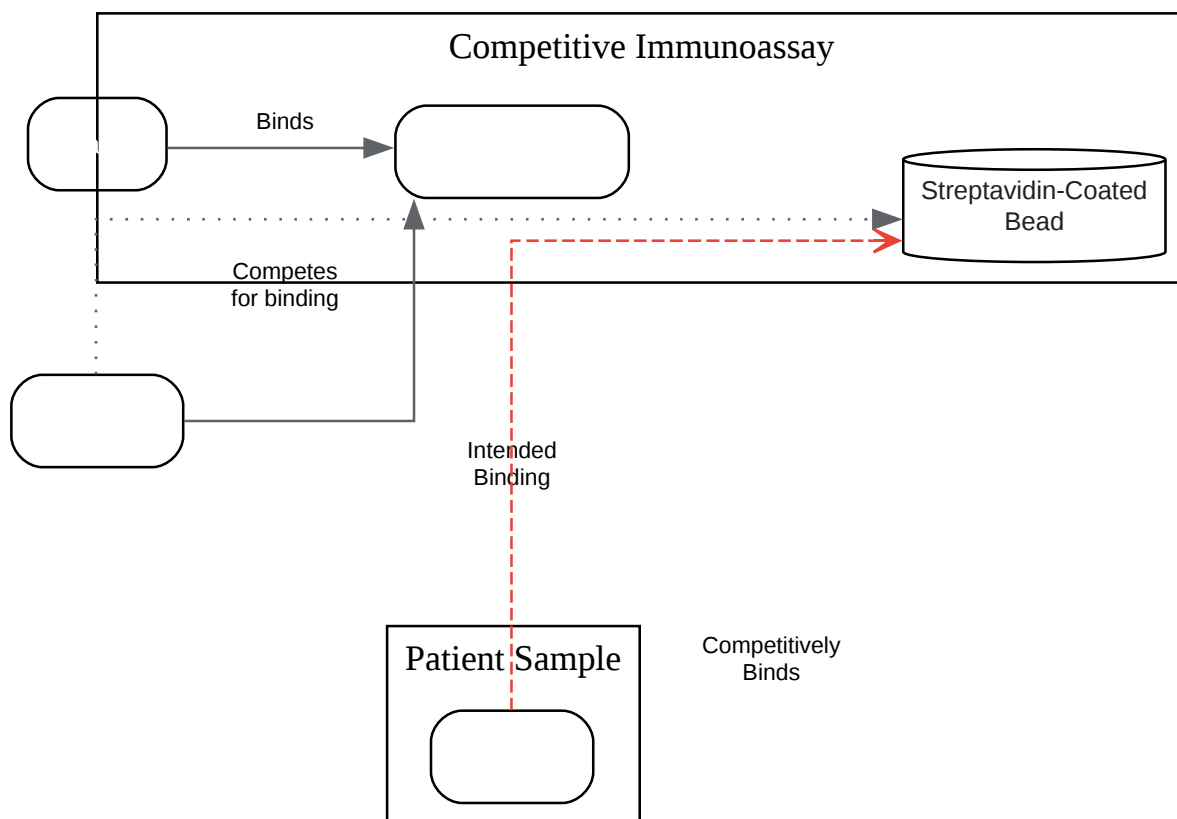 Competitive Immunoassay
Binds
Streptavidin-Coated
Bead
Competes
for binding
Intended
Binding
Patient Sample
Competitively
Binds